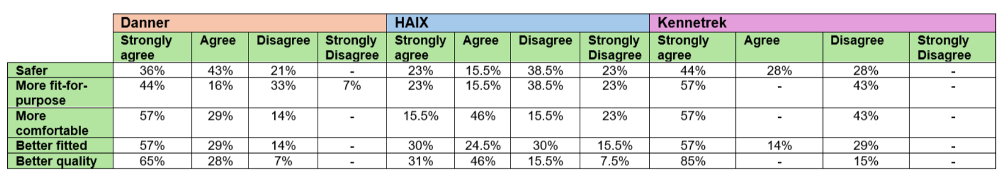 Danner HAIX Kennetrek
Strongly agree Agree Disagree Strongly Disagree Strongly agree Agree Disagree Strongly Disagree Strongly agree Agree Disagree Strongly Disagree
Safer 36% 43% 21% - 23% 15.5% 38.5% 23% 44% 28% 28% -
More fit-for-purpose 44% 16% 33% 7% 23% 15.5% 38.5% 23% 57% - 43% -
More comfortable 57% 29% 14% - 15.5% 46% 15.5% 23% 57% - 43% -
Better fitted 57% 29% 14% - 30% 24.5% 30% 15.5% 57% 14% 29% -
Better quality 65% 28% 7% - 31% 46% 15.5% 7.5% 85% - 15% -